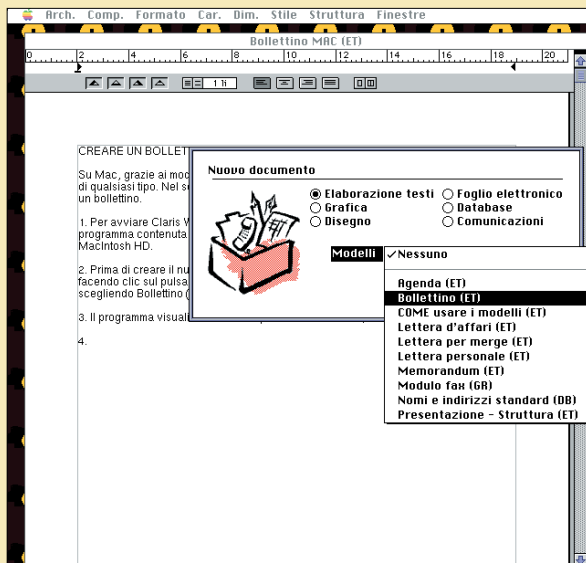 Arch. Comp. Formato Car. Dim. Stile Struttura Finestre
Bollettino MAC (ET)
0 2 4 6 8 10 12 14 16 18 20
1 li
CREARE UN BOLLETT
Su Mac, grazie ai mod
di qualsiasi tipo. Nel se
un bollettino.
1. Per avviare Claris W
programma contenuta
MacIntosh HD.
2. Prima di creare il nu
facendo clic sul pulsa
scegliendo Bollettino (
3. Il programma visuali
4.
Nuovo documento
Elaborazione testi
Foglio elettronico
Grafica
Database
Disegno
Comunicazioni
Modelli
✓Nessuno
Agenda (ET)
Bollettino (ET)
COME usare i modelli (ET)
Lettera d'affari (ET)
Lettera per merge (ET)
Lettera personale (ET)
Memorandum (ET)
Modulo fax (GR)
Nomi e indirizzi standard (DB)
Presentazione - Struttura (ET)